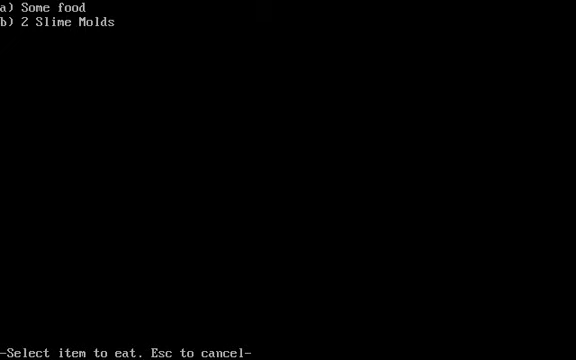 a) Some food
b) 2 Slime Molds
-Select item to eat. Esc to cancel-